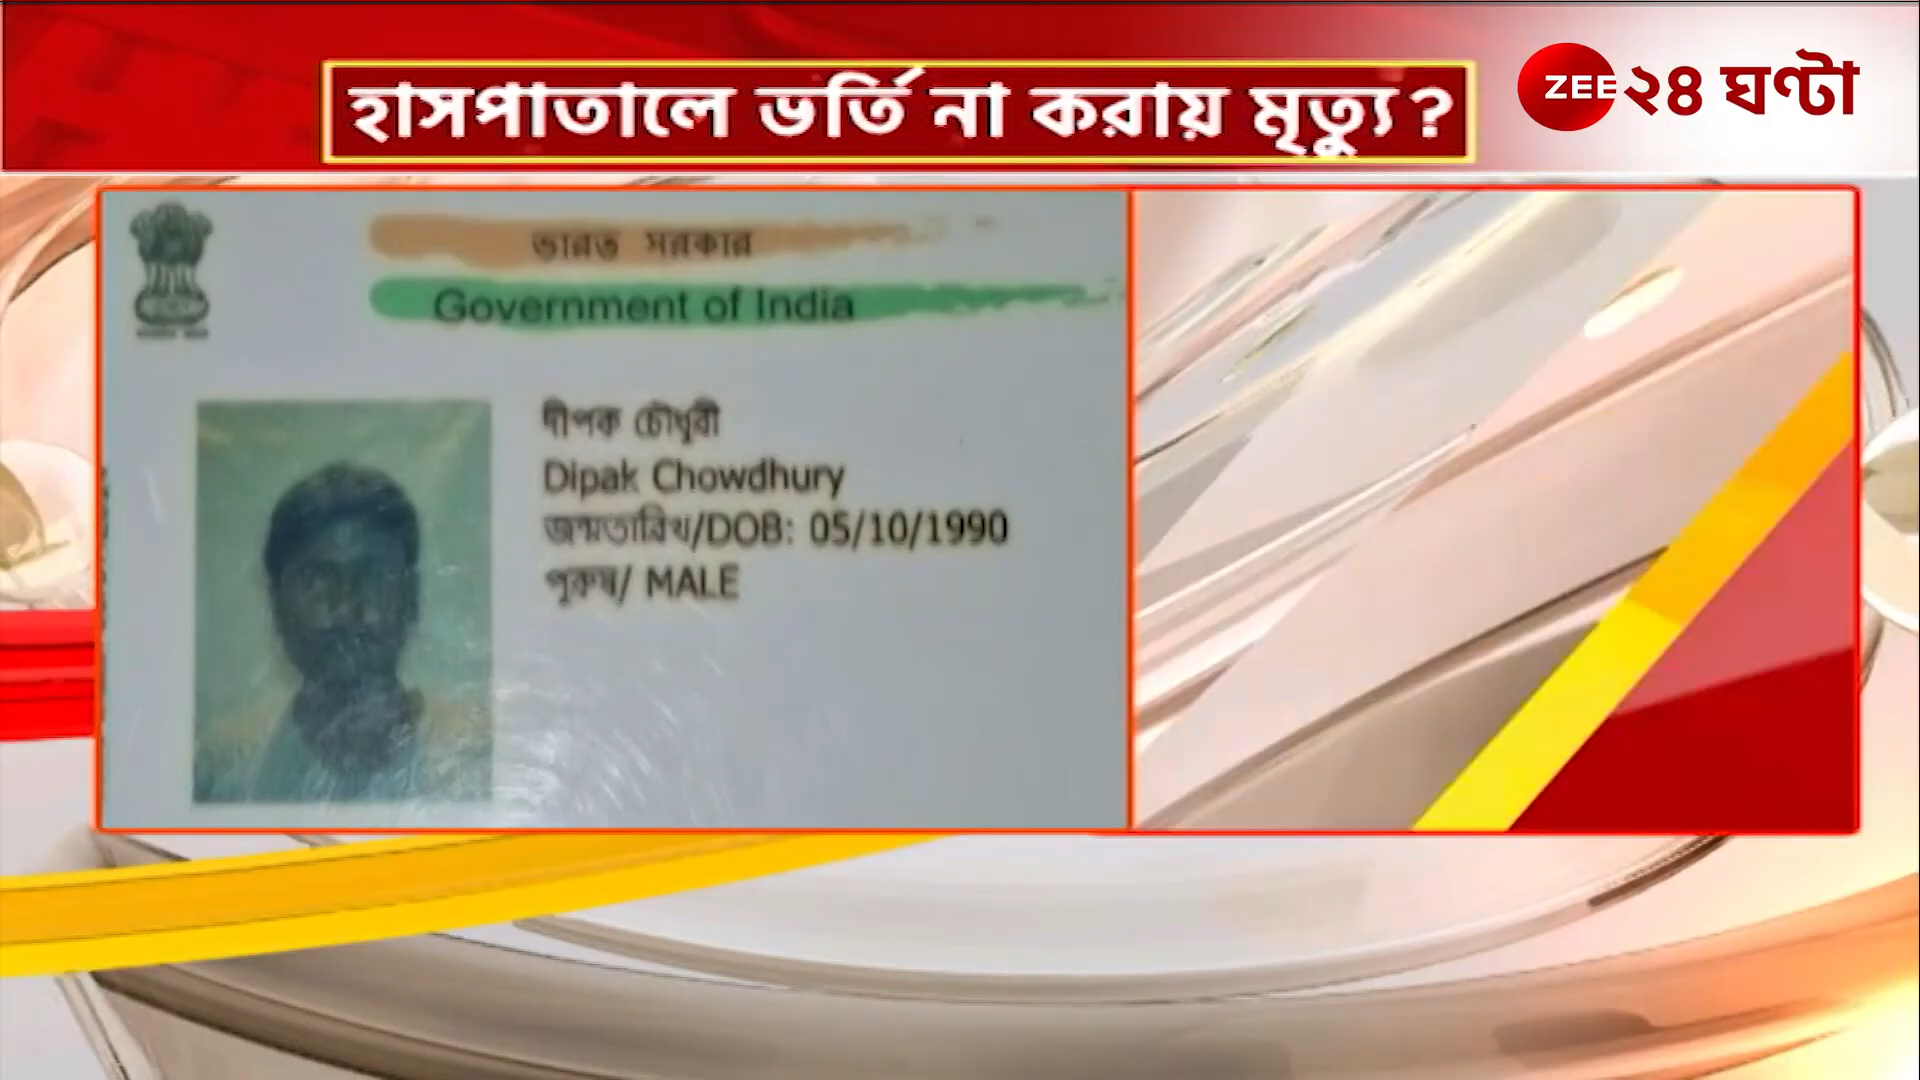 হাসপাতালে ভর্তি না করায় মৃত্যু?
ZEE ২৪ ঘণ্টা
ভারত সরকার
Government of India
দীপক চৌধুরী
Dipak Chowdhury
জন্মতারিখ/DOB: 05/10/1990
পুরুষ/ MALE